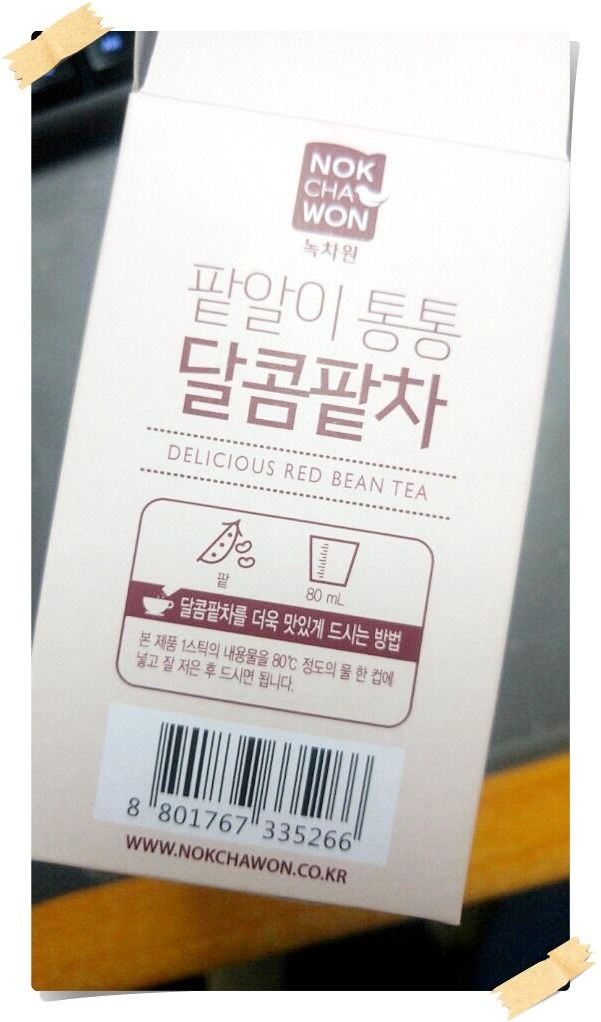 NOK
CHA
WON
녹차원
팥알이 통통
달콤팥차
DELICIOUS RED BEAN TEA
팥
80 mL
달콤팥차를 더욱 맛있게 드시는 방법
본 제품 1스틱의 내용물을 80℃ 정도의 물 한 컵에
넣고 잘 저은 후 드시면 됩니다.
8 801767 335266
WWW.NOKCHAWON.CO.KR